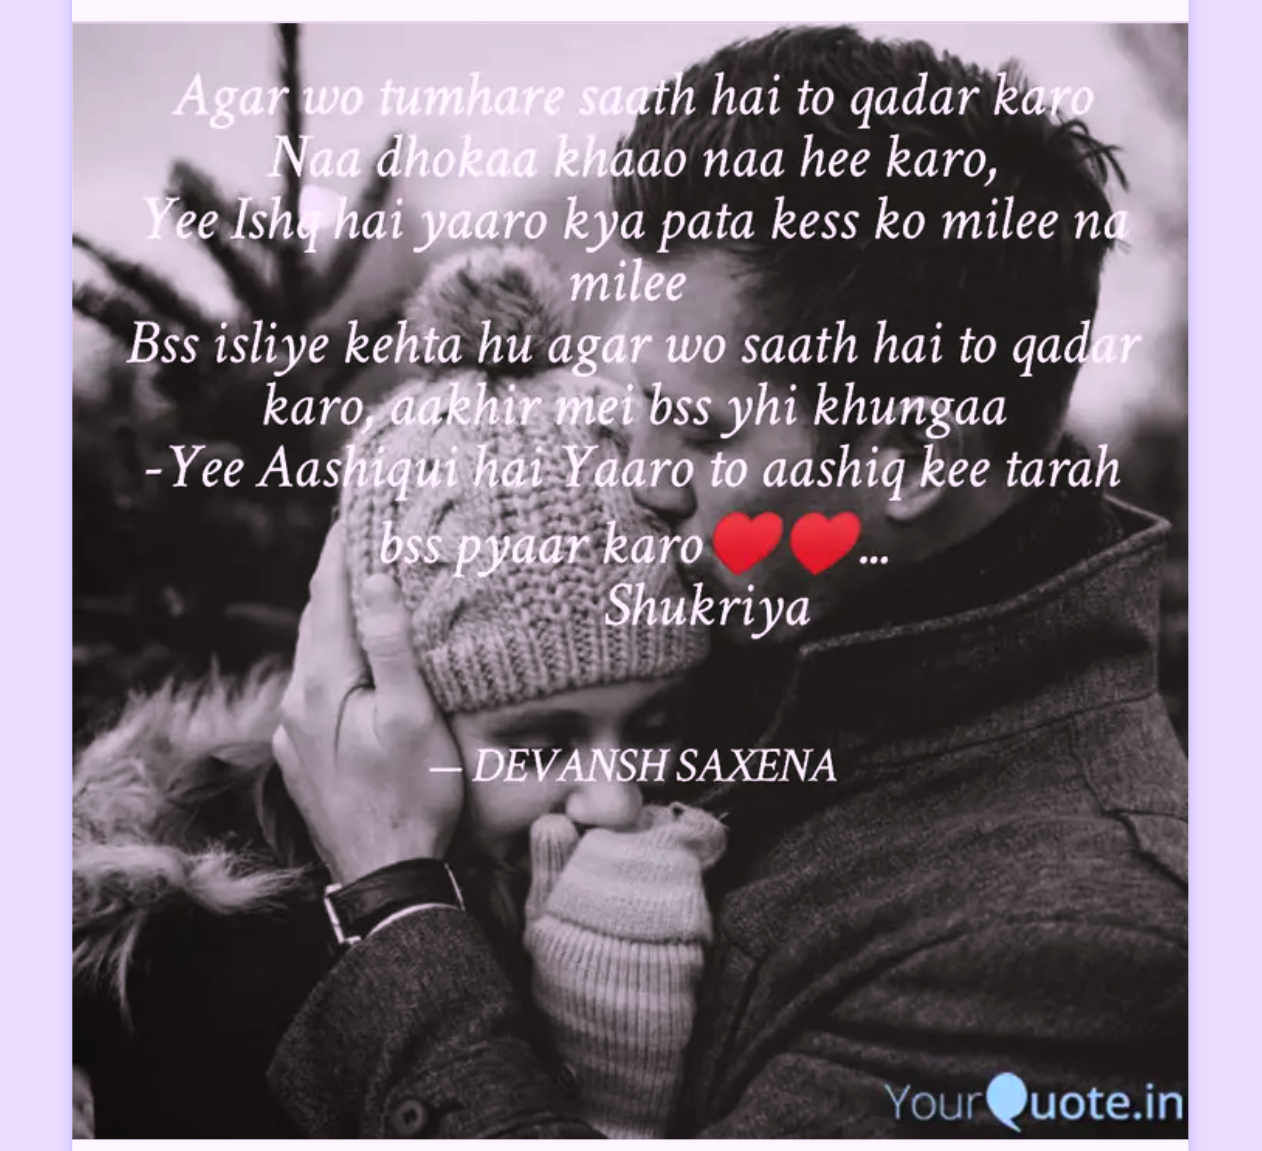 Agar wo tumhare saath hai to qadar karo
Naa dhokaa khaao naa hee karo,
Yee Ishq hai yaaro kya pata kess ko milee na
milee
Bss isliye kehta hu agar wo saath hai to qadar
karo, aakhir mei bss yhi khungaa
-Yee Aashiqui hai Yaaro to aashiq kee tarah
bss pyaar karo ♥️♥️...
Shukriya
— DEVANSH SAXENA
YourQuote.in